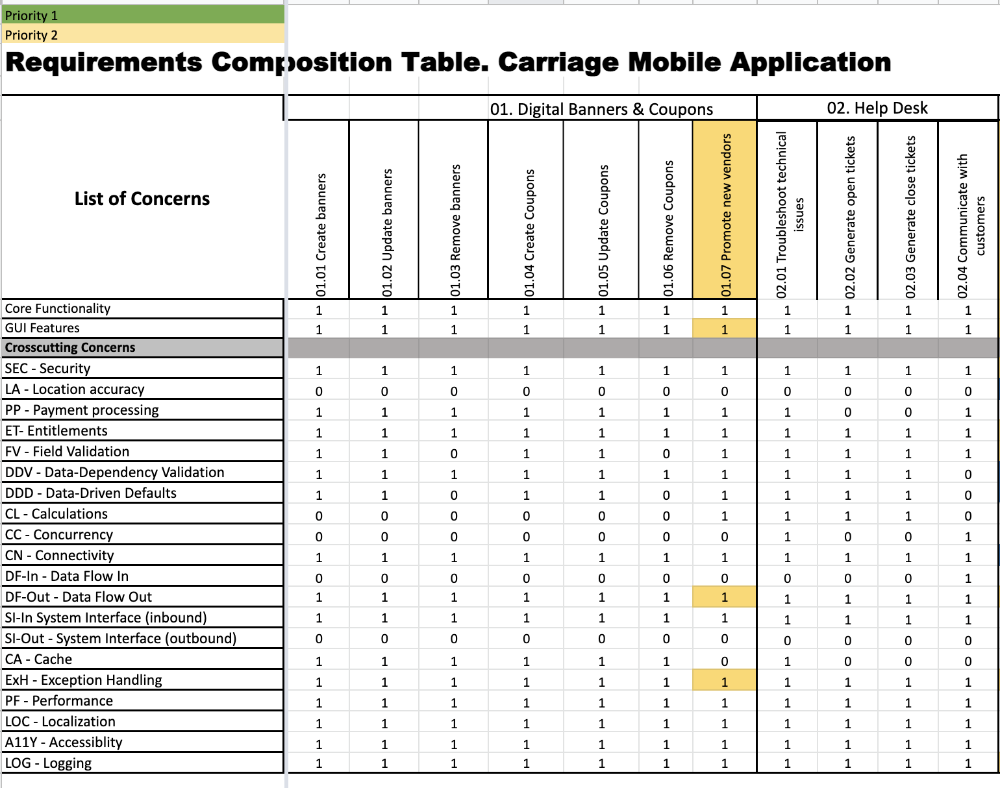 Priority 1
Priority 2
Requirements Composition Table. Carriage Mobile Application
01. Digital Banners & Coupons 02. Help Desk
List of Concerns
01.01 Create banners
01.02 Update banners
01.03 Remove banners
01.04 Create Coupons
01.05 Update Coupons
01.06 Remove Coupons
01.07 Promote new vendors
02.01 Troubleshoot technical
issues
02.02 Generate open tickets
02.03 Generate close tickets
02.04 Communicate with
customers
Core Functionality 1 1 1 1 1 1 1 1 1 1 1
GUI Features 1 1 1 1 1 1 1 1 1 1 1
Crosscutting Concerns
SEC - Security 1 1 1 1 1 1 1 1 1 1 1
LA - Location accuracy 0 0 0 0 0 0 0 0 0 0 0
PP - Payment processing 1 1 1 1 1 1 1 1 0 0 1
ET- Entitlements 1 1 1 1 1 1 1 1 1 1 1
FV - Field Validation 1 1 0 1 1 0 1 1 1 1 1
DDV - Data-Dependency Validation 1 1 1 1 1 1 1 1 1 1 0
DDD - Data-Driven Defaults 1 1 0 1 1 0 1 1 1 1 0
CL - Calculations 0 0 0 0 0 0 1 1 1 1 0
CC - Concurrency 0 0 0 0 0 0 0 1 0 0 1
CN - Connectivity 1 1 1 1 1 1 1 1 1 1 1
DF-In - Data Flow In 0 0 0 0 0 0 0 0 0 0 1
DF-Out - Data Flow Out 1 1 1 1 1 1 1 1 1 1 1
SI-In System Interface (inbound) 1 1 1 1 1 1 1 1 1 1 1
SI-Out - System Interface (outbound) 0 0 0 0 0 0 0 0 0 0 0
CA - Cache 1 1 1 1 1 1 0 1 0 0 0
ExH - Exception Handling 1 1 1 1 1 1 1 1 1 1 1
PF - Performance 1 1 1 1 1 1 1 1 1 1 1
LOC - Localization 1 1 1 1 1 1 1 1 1 1 1
A11Y - Accessiblity 1 1 1 1 1 1 1 1 1 1 1
LOG - Logging 1 1 1 1 1 1 1 1 1 1 1